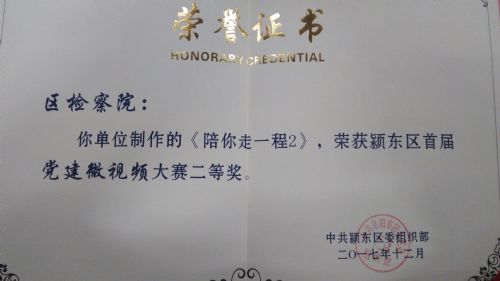 荣誉证书
HONORARY CREDENTIAL
区检察院：
你单位制作的《陪你走一程2》，荣获颍东区首届
党建微视频大赛二等奖。
中共颍东区委组织部
二〇一七年十二月